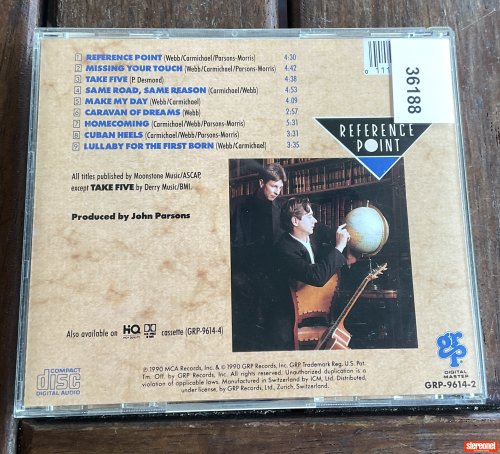 1 REFERENCE POINT (Webb/Carmichael/Parsons-Morris) 4:30
2 MISSING YOUR TOUCH (Webb/Carmichael/Parsons-Morris) 4:42
3 TAKE FIVE (P. Desmond) 4:38
4 SAME ROAD, SAME REASON (Carmichael/Webb) 4:53
5 MAKE MY DAY (Webb/Carmichael) 4:09
6 CARAVAN OF DREAMS (Webb) 2:57
7 HOMECOMING (Carmichael/Webb/Parsons-Morris) 5:31
8 CUBAN HEELS (Carmichael/Webb/Parsons-Morris) 3:31
9 LULLABY FOR THE FIRST BORN (Webb/Carmichael) 3:35
0 111
36188
REFERENCE
POINT
All titles published by Moonstone Music/ASCAP,
except TAKE FIVE by Derry Music/BMI.
Produced by John Parsons
Also available on HQ cassette (GRP-9614-4)
℗ 1990 MCA Records, Inc. & © 1990 GRP Records, Inc. GRP Trademark Reg. U.S. Pat.
Tm. Off. by GRP Records, Inc. All rights reserved. Unauthorized duplication is a
violation of applicable laws. Manufactured in Switzerland by ICM, Ltd. Distributed,
under license, by GRP Records Ltd, Zurich, Switzerland.
COMPACT
disc
DIGITAL AUDIO
grp
DIGITAL
MASTER
GRP-9614-2
stereonet